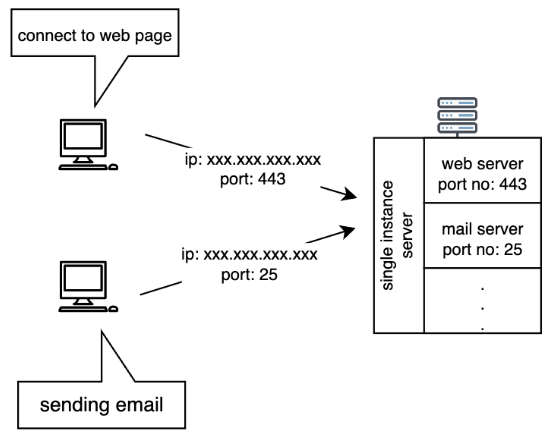 connect to web page
ip: xxx.xxx.xxx.xxx
port: 443
ip: xxx.xxx.xxx.xxx
port: 25
sending email
single instance
server
web server
port no: 443
mail server
port no: 25
.
.
.